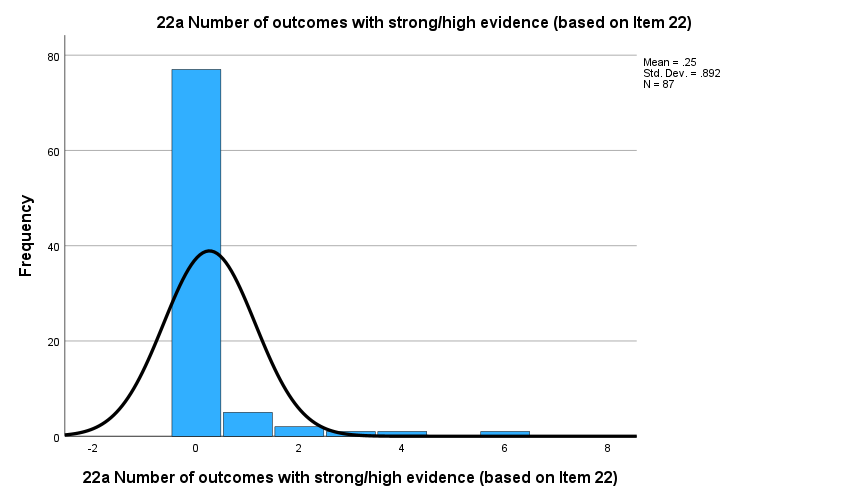 22a Number of outcomes with strong/high evidence (based on Item 22)
Mean = .25
Std. Dev. = .892
N = 87
Frequency
80
60
40
20
0
-2 0 2 4 6 8
22a Number of outcomes with strong/high evidence (based on Item 22)